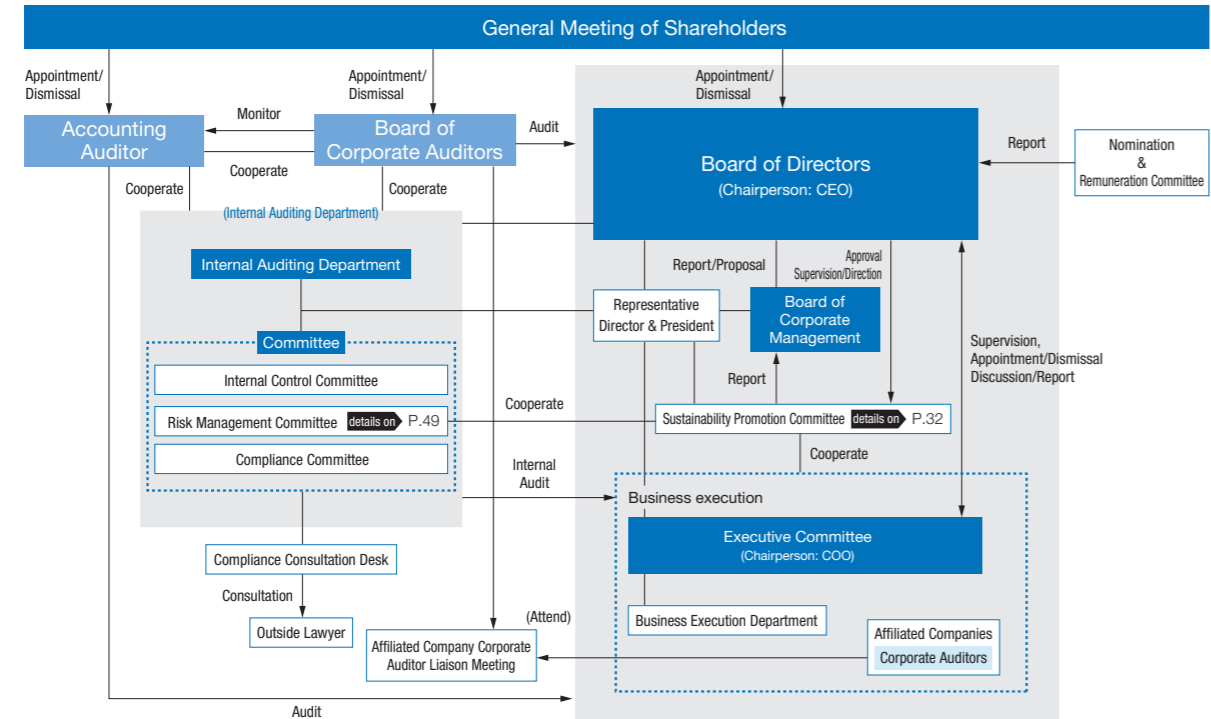 General Meeting of Shareholders
Appointment/
Dismissal
Appointment/
Dismissal
Appointment/
Dismissal
Accounting
Auditor
Monitor
Cooperate
Board of
Corporate Auditors
Audit
Board of Directors
(Chairperson: CEO)
Report
Nomination
&
Remuneration Committee
Cooperate
Cooperate
(Internal Auditing Department)
Internal Auditing Department
Report/Proposal
Approval
Supervision/Direction
Representative
Director & President
Board of
Corporate
Management
Supervision,
Appointment/Dismissal
Discussion/Report
Committee
Internal Control Committee
Risk Management Committee details on P.49
Compliance Committee
Report
Cooperate
Sustainability Promotion Committee details on P.32
Cooperate
Internal
Audit
Business execution
Executive Committee
(Chairperson: COO)
Compliance Consultation Desk
Consultation
Outside Lawyer
(Attend)
Business Execution Department
Affiliated Company Corporate
Auditor Liaison Meeting
Affiliated Companies
Corporate Auditors
Audit